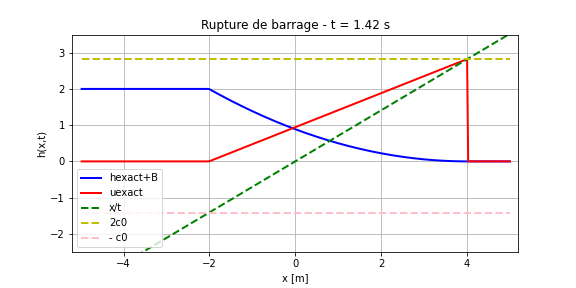 Rupture de barrage - t = 1.42 s
h(x,t)
3
2
1
0
−1
−2
hexact+B
uexact
x/t
2c0
- c0
−4
−2
0
2
4
x [m]